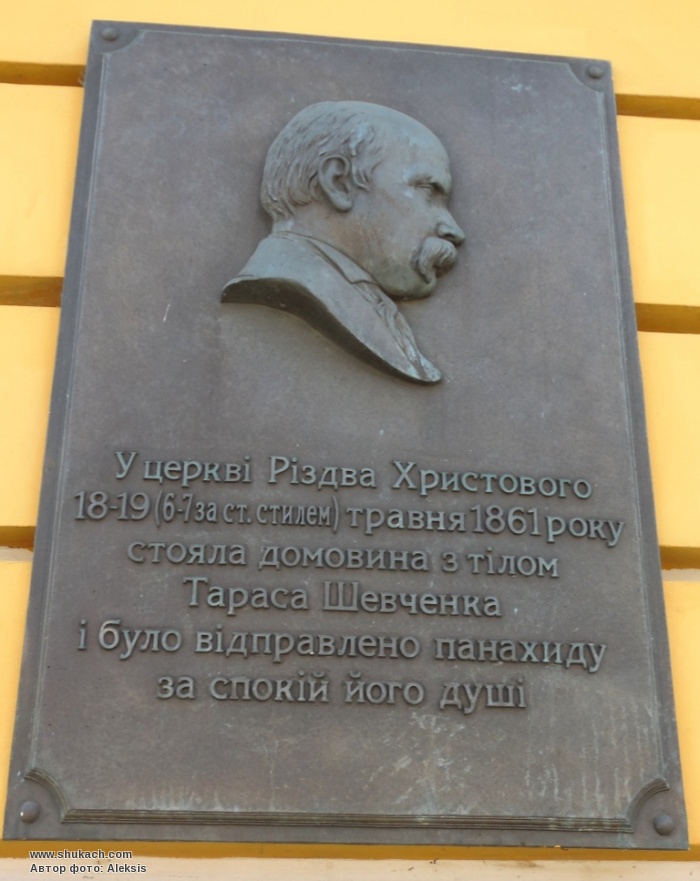 У церкві Різдва Христового
18-19 (6-7 за ст. стилем) травня 1861 року
стояла домовина з тілом
Тараса Шевченка
і було відправлено панахиду
за спокій його душі
www.shukach.com
Автор фото: Aleksis